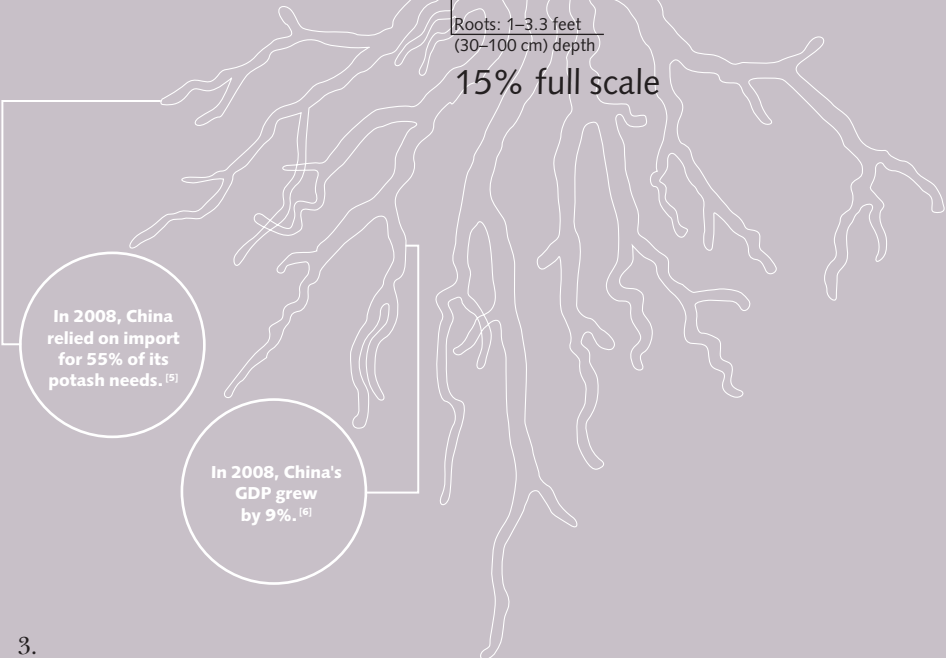 Roots: 1–3.3 feet
(30–100 cm) depth
15% full scale
In 2008, China
relied on import
for 55% of its
potash needs. [5]
In 2008, China's
GDP grew
by 9%. [6]
3.